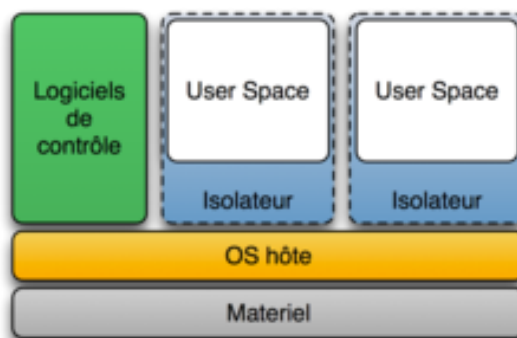 Logiciels
de
contrôle
User Space
User Space
Isolateur
Isolateur
OS hôte
Materiel